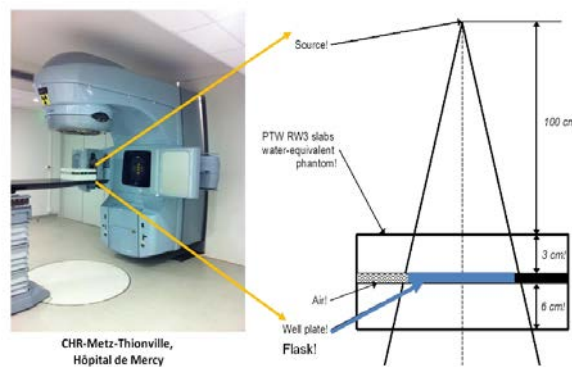 Source!
100 cm
PTW RW3 slabs
water-equivalent
phantom!
3 cm!
Air!
6 cm!
Well plate!
Flask!
CHR-Metz-Thionville,
Hôpital de Mercy